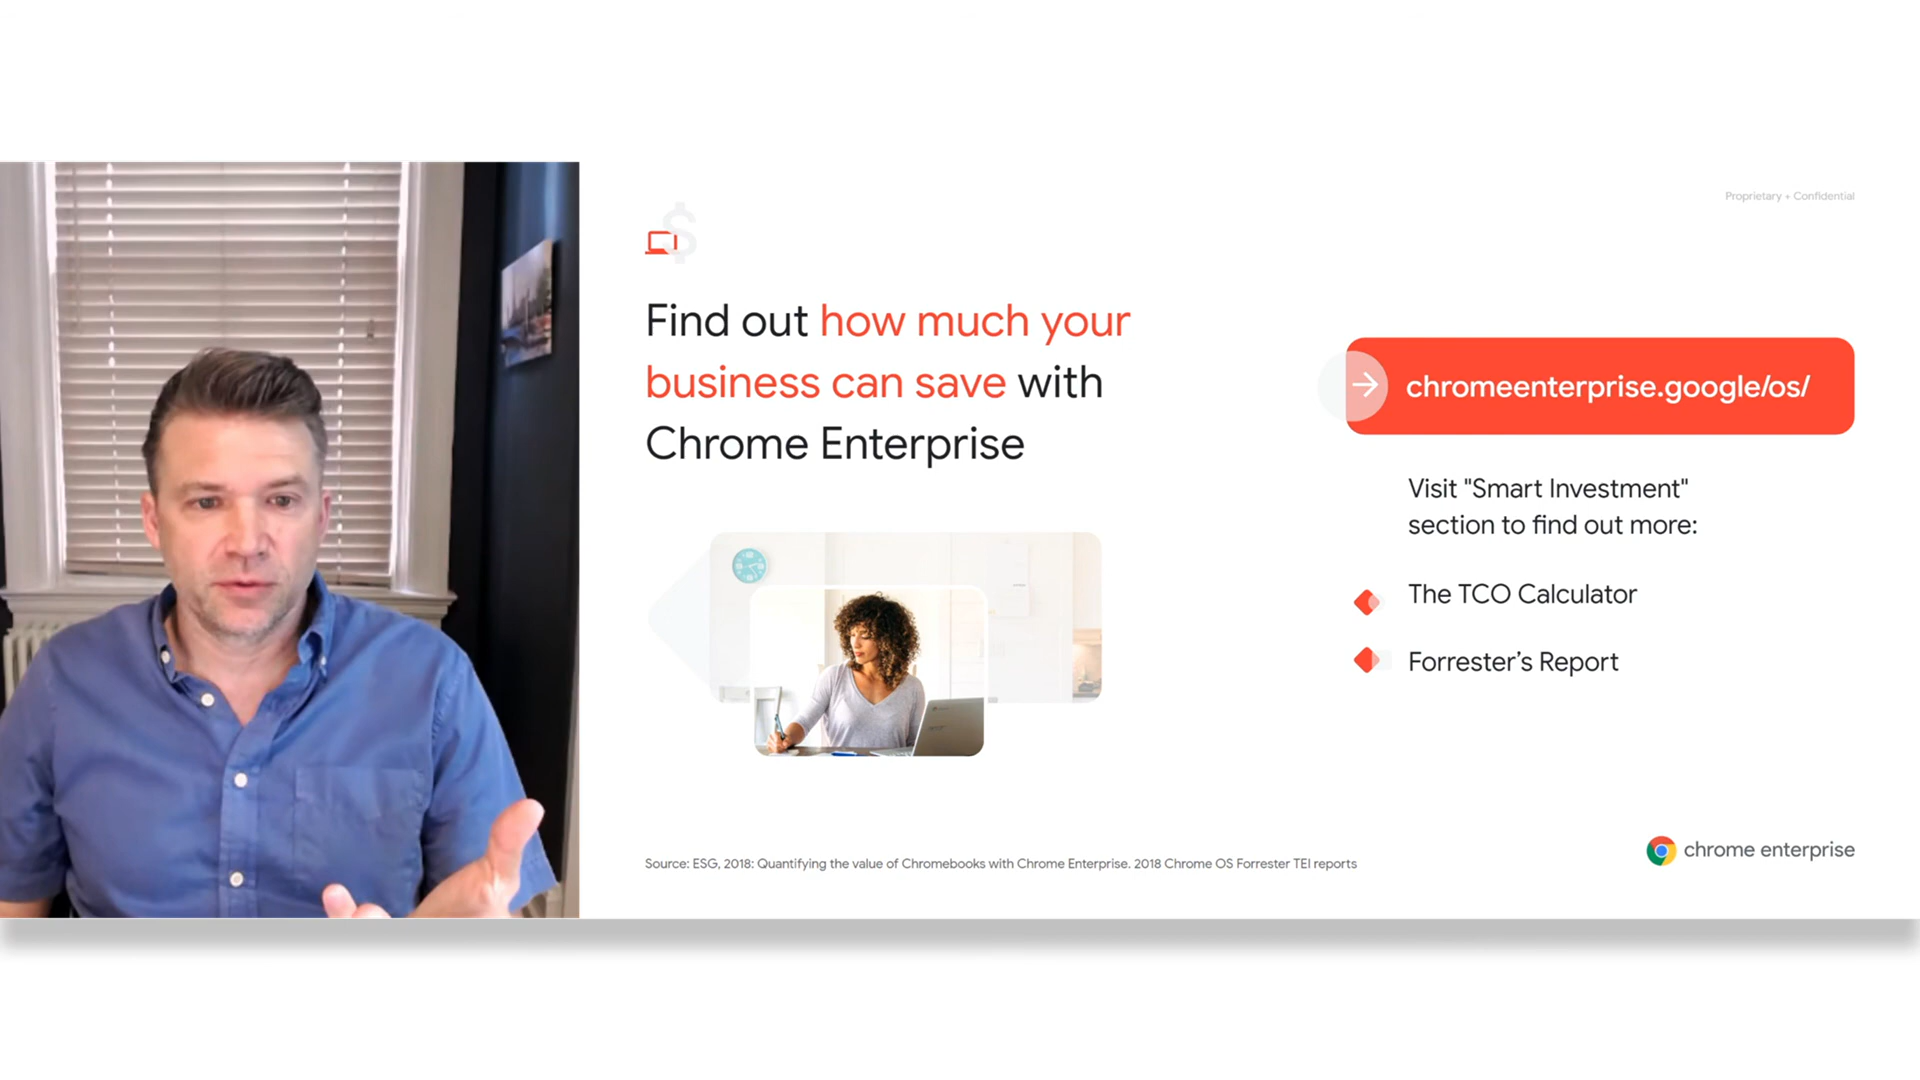 Proprietary + Confidential
Find out how much your
business can save with
Chrome Enterprise
chromeenterprise.google/os/
Visit "Smart Investment"
section to find out more:
The TCO Calculator
Forrester’s Report
Source: ESG, 2018: Quantifying the value of Chromebooks with Chrome Enterprise. 2018 Chrome OS Forrester TEI reports
chrome enterprise